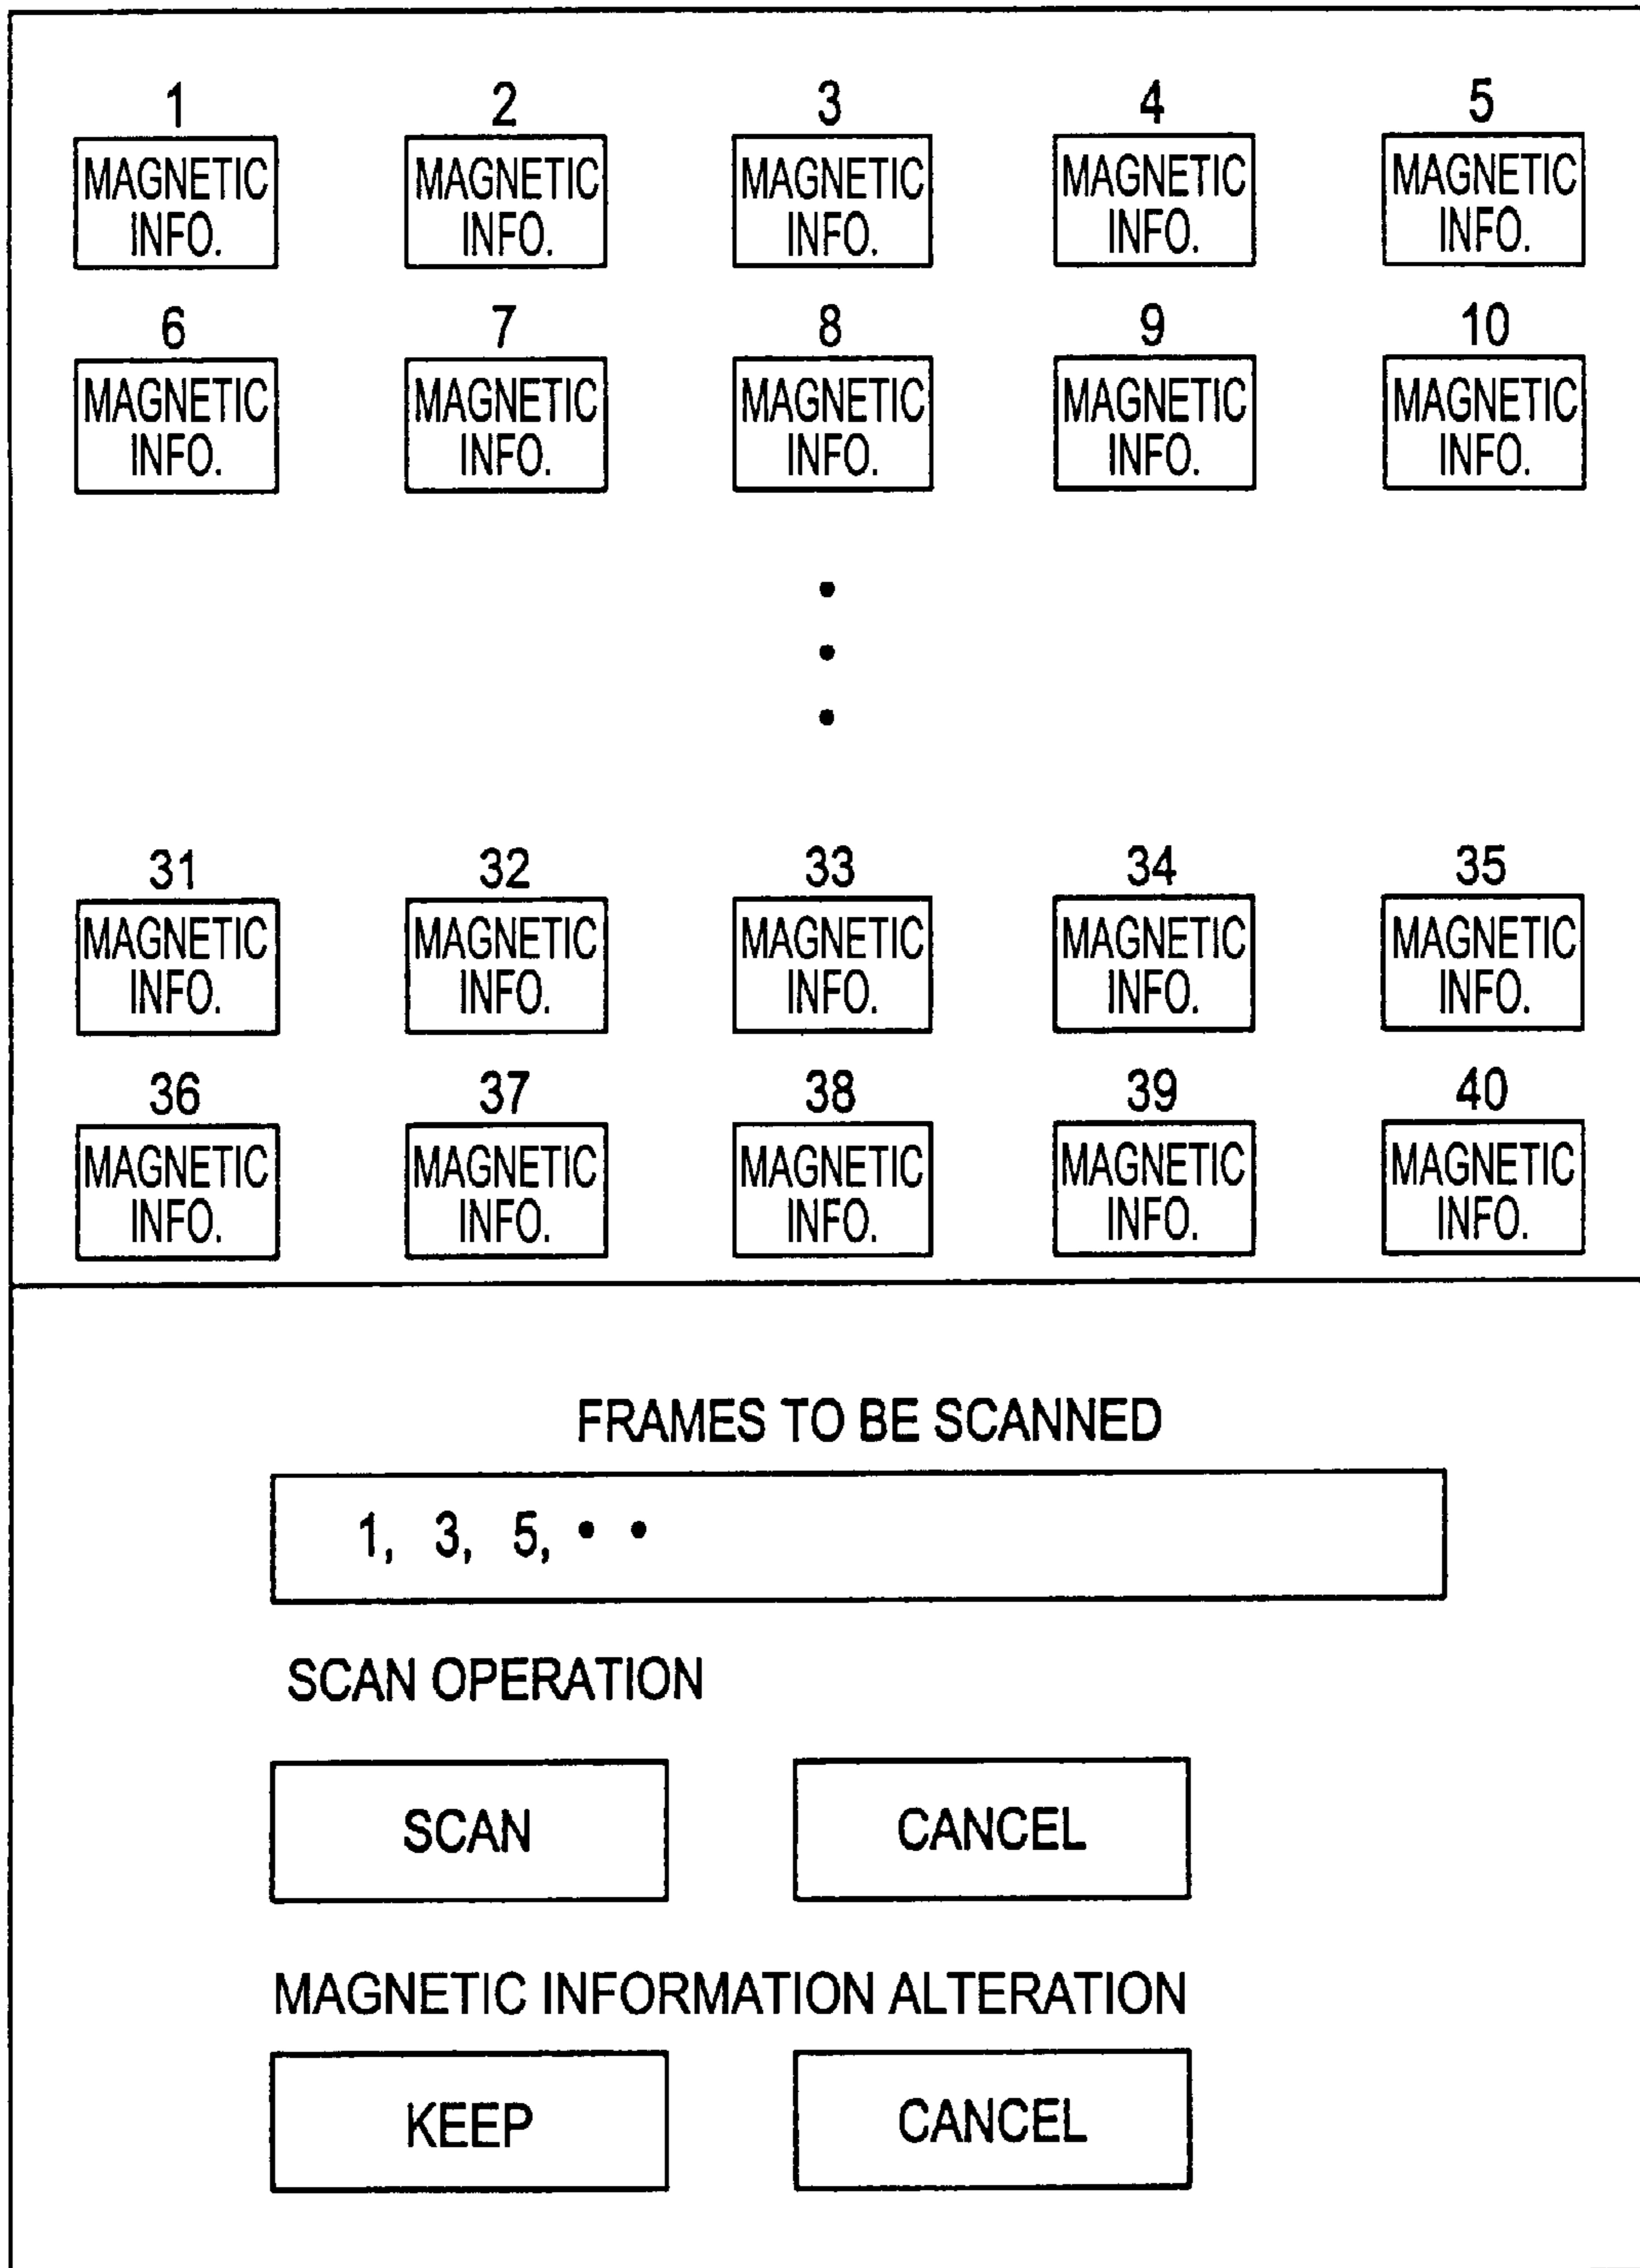 1 2 3 4 5
MAGNETIC MAGNETIC MAGNETIC MAGNETIC MAGNETIC
INFO. INFO. INFO. INFO. INFO.
6 7 8 9 10
MAGNETIC MAGNETIC MAGNETIC MAGNETIC MAGNETIC
INFO. INFO. INFO. INFO. INFO.
•
•
•
31 32 33 34 35
MAGNETIC MAGNETIC MAGNETIC MAGNETIC MAGNETIC
INFO. INFO. INFO. INFO. INFO.
36 37 38 39 40
MAGNETIC MAGNETIC MAGNETIC MAGNETIC MAGNETIC
INFO. INFO. INFO. INFO. INFO.
FRAMES TO BE SCANNED
1, 3, 5, • •
SCAN OPERATION
SCAN CANCEL
MAGNETIC INFORMATION ALTERATION
KEEP CANCEL